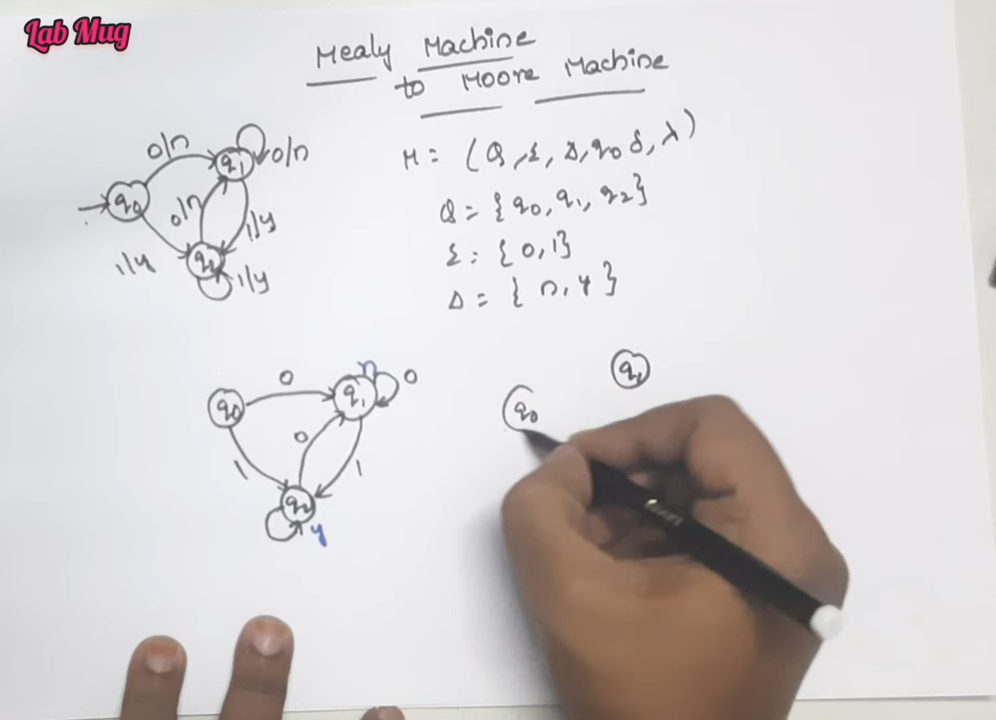 Lab Mug
Mealy Machine
to Moore Machine
0/n
q1
0/n
q0
0/n
1/y
1/y
q2
1/y
M = (Q, Σ, Δ, q0 δ, λ)
Q = {q0, q1, q2}
Σ = {0,1}
Δ = {n, y}
n
0
q1
0
q0
0
1
1
q2
y
q1
q0